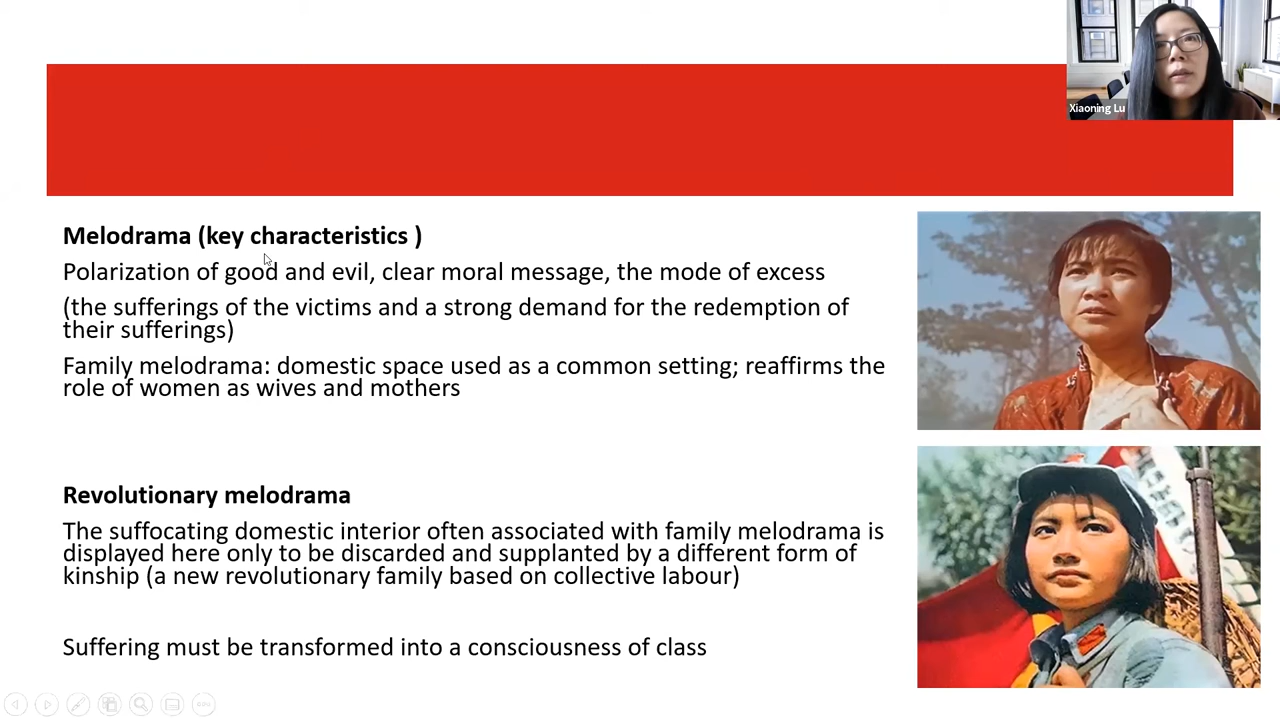 Xiaoning Lu
Melodrama (key characteristics )
Polarization of good and evil, clear moral message, the mode of excess
(the sufferings of the victims and a strong demand for the redemption of
their sufferings)
Family melodrama: domestic space used as a common setting; reaffirms the
role of women as wives and mothers
Revolutionary melodrama
The suffocating domestic interior often associated with family melodrama is
displayed here only to be discarded and supplanted by a different form of
kinship (a new revolutionary family based on collective labour)
Suffering must be transformed into a consciousness of class